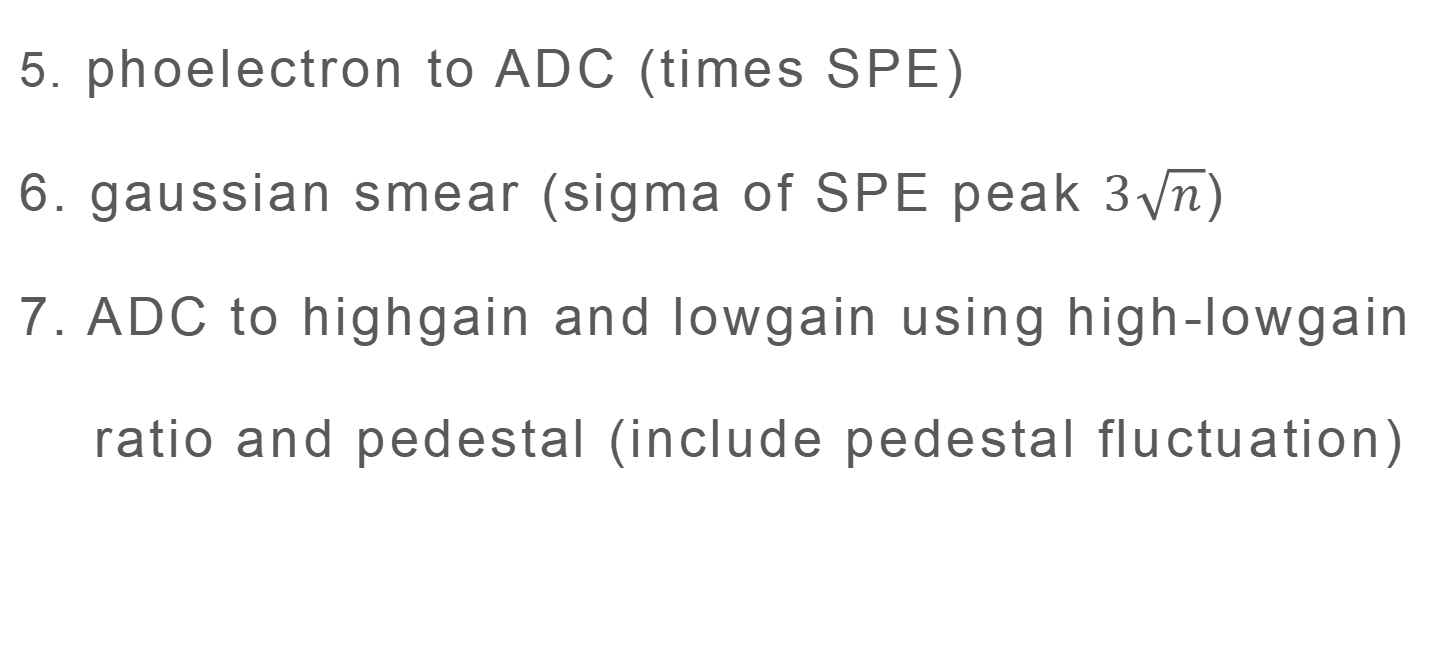 5. phoelectron to ADC (times SPE)
6. gaussian smear (sigma of SPE peak 3√n)
7. ADC to highgain and lowgain using high-lowgain
ratio and pedestal (include pedestal fluctuation)